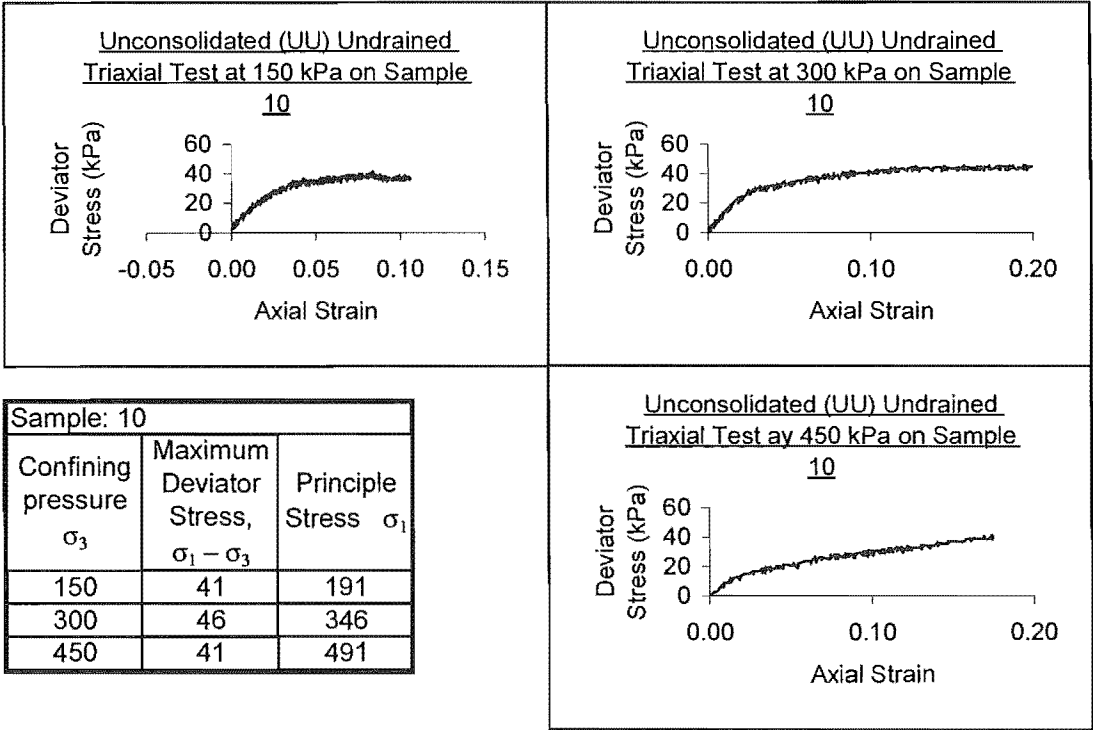 Unconsolidated (UU) Undrained
Triaxial Test at 150 kPa on Sample
10
Deviator
Stress (kPa)
60
40
20
0
-0.05 0.00 0.05 0.10 0.15
Axial Strain
Unconsolidated (UU) Undrained
Triaxial Test at 300 kPa on Sample
10
Deviator
Stress (kPa)
60
40
20
0
0.00 0.10 0.20
Axial Strain
Sample: 10
Confining
pressure
σ3
Maximum
Deviator
Stress,
σ1 – σ3
Principle
Stress σ1
150 41 191
300 46 346
450 41 491
Unconsolidated (UU) Undrained
Triaxial Test ay 450 kPa on Sample
10
Deviator
Stress (kPa)
60
40
20
0
0.00 0.10 0.20
Axial Strain